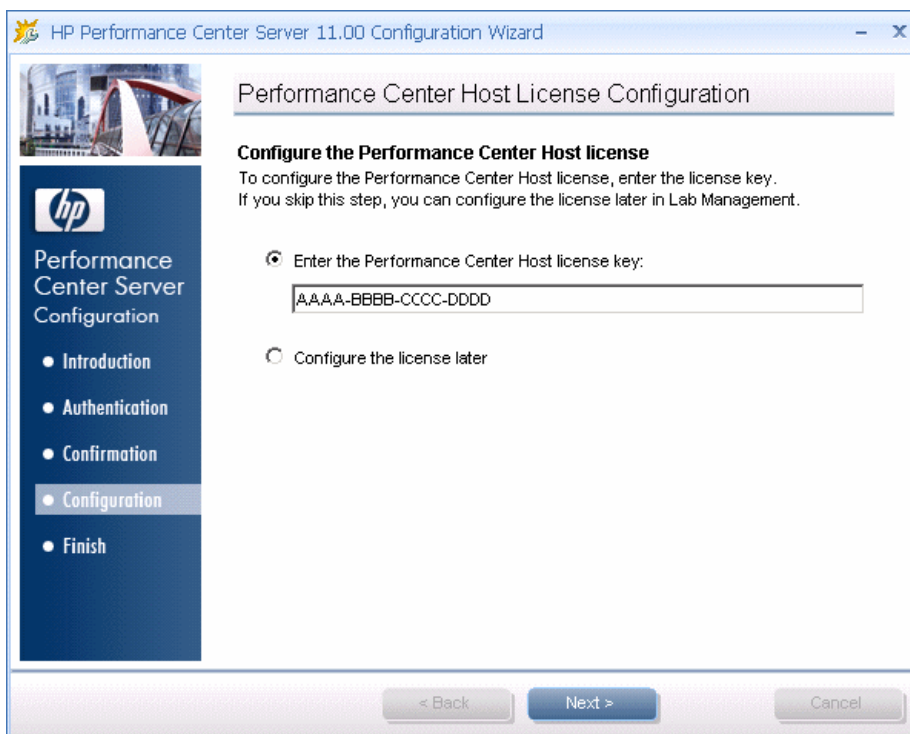 HP Performance Center Server 11.00 Configuration Wizard
Performance Center Host License Configuration
Configure the Performance Center Host license
To configure the Performance Center Host license, enter the license key.
If you skip this step, you can configure the license later in Lab Management.
Enter the Performance Center Host license key:
AAAA-BBBB-CCCC-DDDD
Configure the license later
hp
Performance
Center Server
Configuration
Introduction
Authentication
Confirmation
Configuration
Finish
< Back
Next >
Cancel